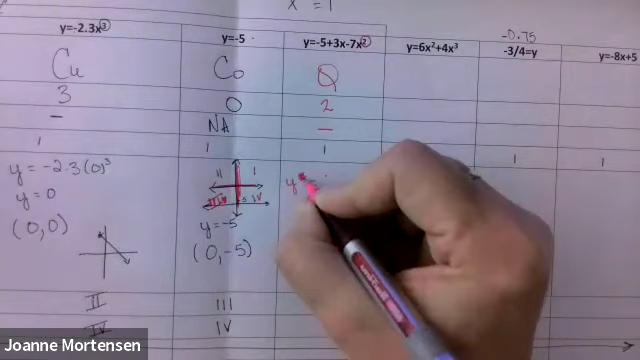 x = 1
-0.75
y=-2.3x³ y=-5 y=-5+3x-7x² y=6x²+4x³ -3/4=y y=-8x+5
Cu Co Q
3 0 2
- NA -
1 1 1 1 1
y = -2.3(0)³
y = 0
(0,0)
II I
III IV
y = -5
(0, -5)
y =
II III
IV IV
Joanne Mortensen